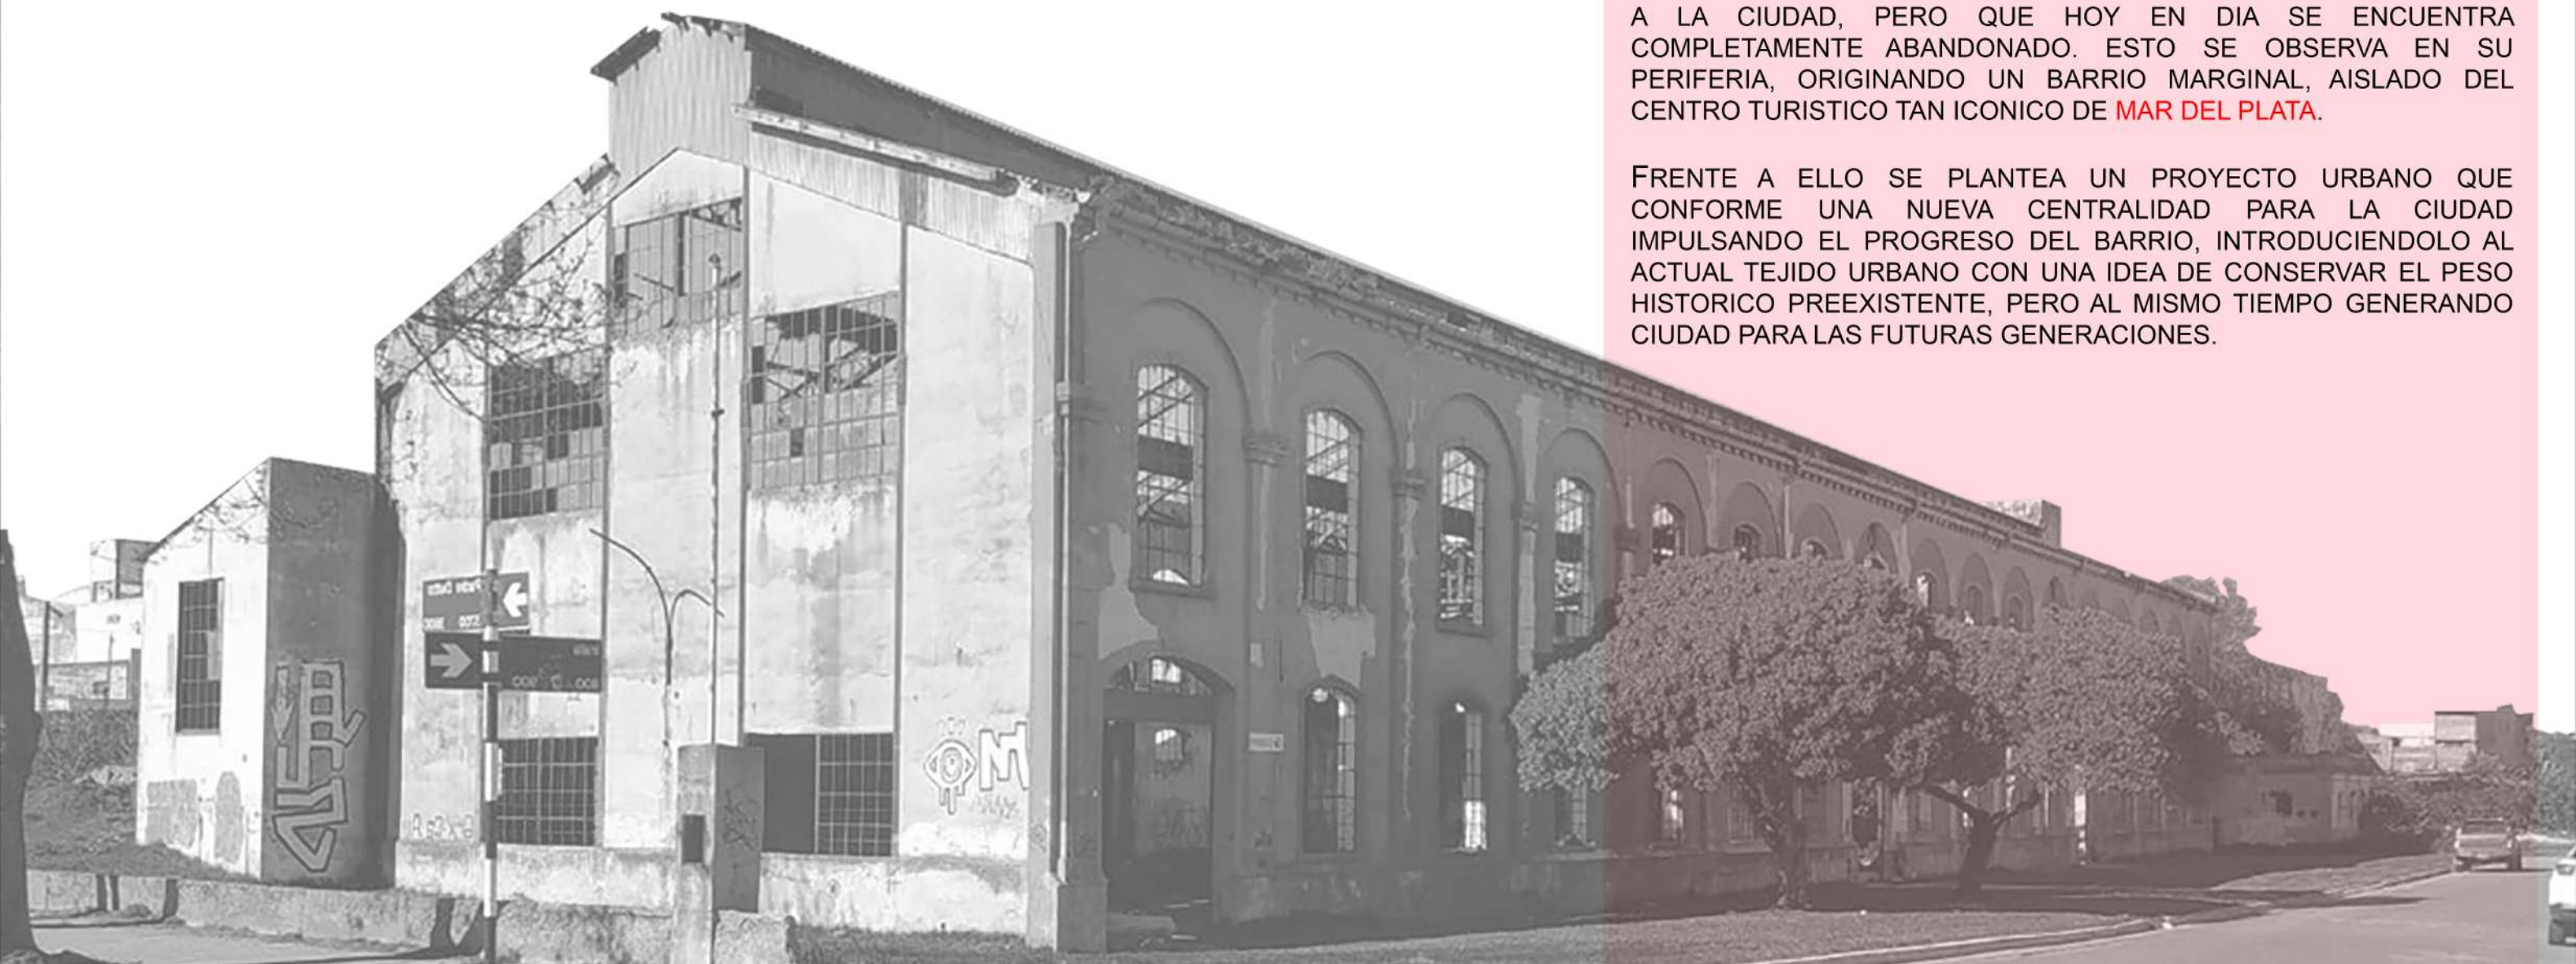 A LA CIUDAD, PERO QUE HOY EN DIA SE ENCUENTRA
COMPLETAMENTE ABANDONADO. ESTO SE OBSERVA EN SU
PERIFERIA, ORIGINANDO UN BARRIO MARGINAL, AISLADO DEL
CENTRO TURISTICO TAN ICONICO DE MAR DEL PLATA.
FRENTE A ELLO SE PLANTEA UN PROYECTO URBANO QUE
CONFORME UNA NUEVA CENTRALIDAD PARA LA CIUDAD
IMPULSANDO EL PROGRESO DEL BARRIO, INTRODUCIENDOLO AL
ACTUAL TEJIDO URBANO CON UNA IDEA DE CONSERVAR EL PESO
HISTORICO PREEXISTENTE, PERO AL MISMO TIEMPO GENERANDO
CIUDAD PARA LAS FUTURAS GENERACIONES.